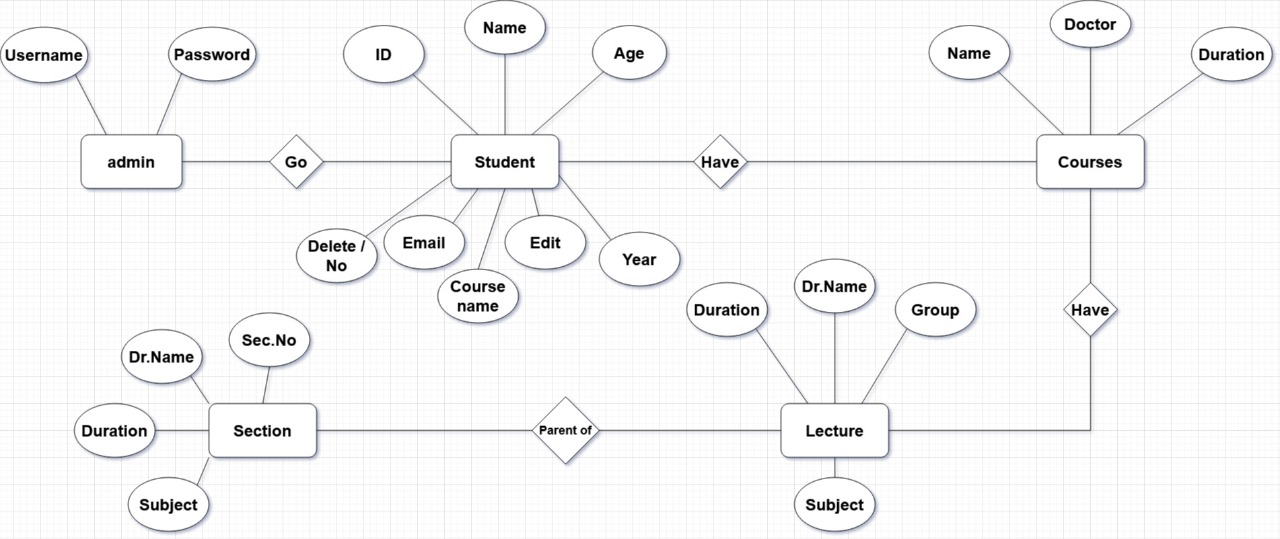 Username
Password
ID
Name
Age
Name
Doctor
Duration
admin
Go
Student
Have
Courses
Delete /
No
Email
Course
name
Edit
Year
Duration
Dr.Name
Group
Have
Dr.Name
Sec.No
Duration
Section
Parent of
Lecture
Subject
Subject